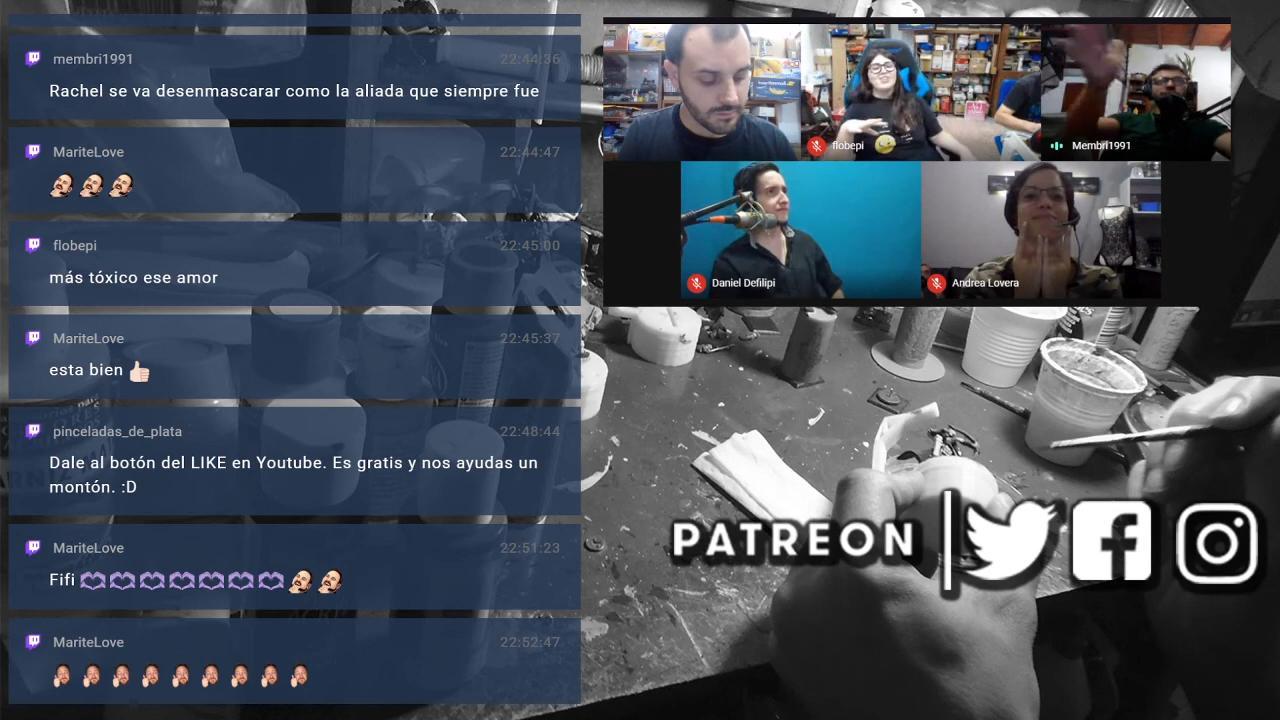 membri1991 22:44:36
Rochel se va desenmascarar como la aliada que siempre fue
MariteLove 22:44:47
flobepi 22:45:00
más tóxico ese amor
MariteLove 22:45:37
esta bien
pinceladas_de_plata 22:48:44
Dale al botón del LIKE en Youtube. Es gratis y nos ayudas un
montón. :D
MariteLove 22:51:23
Fifi
MariteLove 22:52:47
flobepi
Membri1991
Daniel Defilipi
Andrea Lovera
PATREON